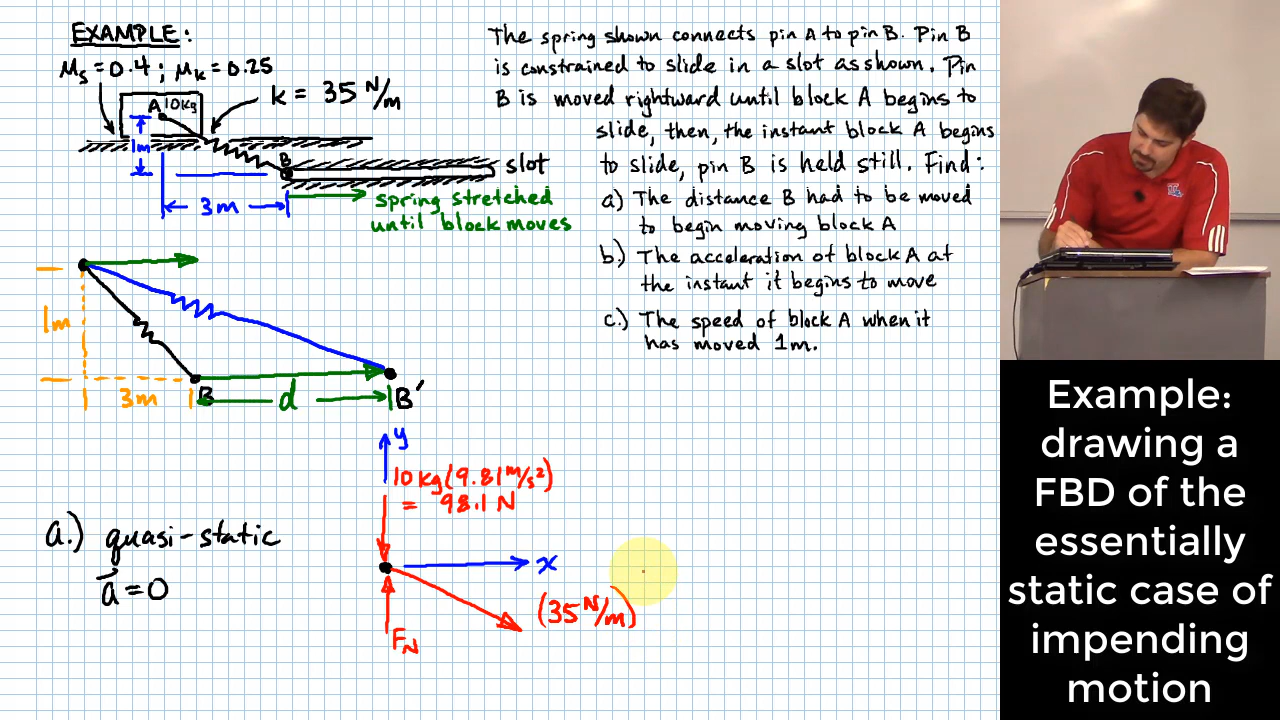 EXAMPLE:
μs=0.4 ; μk=0.25
k = 35 N/m
A 10kg
1m
B
slot
3m
spring stretched
until block moves
The spring shown connects pin A to pin B. Pin B
is constrained to slide in a slot as shown. Pin
B is moved rightward until block A begins to
slide, then, the instant block A begins
to slide, pin B is held still. Find:
a) The distance B had to be moved
to begin moving block A
b.) The acceleration of block A at
the instant it begins to move
c.) The speed of block A when it
has moved 1m.
1m
3m
B
d
B'
y
10kg(9.81m/s²)
= 98.1N
a.) quasi-static
a=0
x
(35 N/m)
FN
Example:
drawing a
FBD of the
essentially
static case of
impending
motion